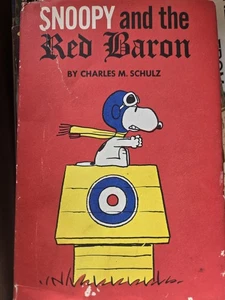 SNOOPY and the
Red Baron
BY CHARLES M. SCHULZ